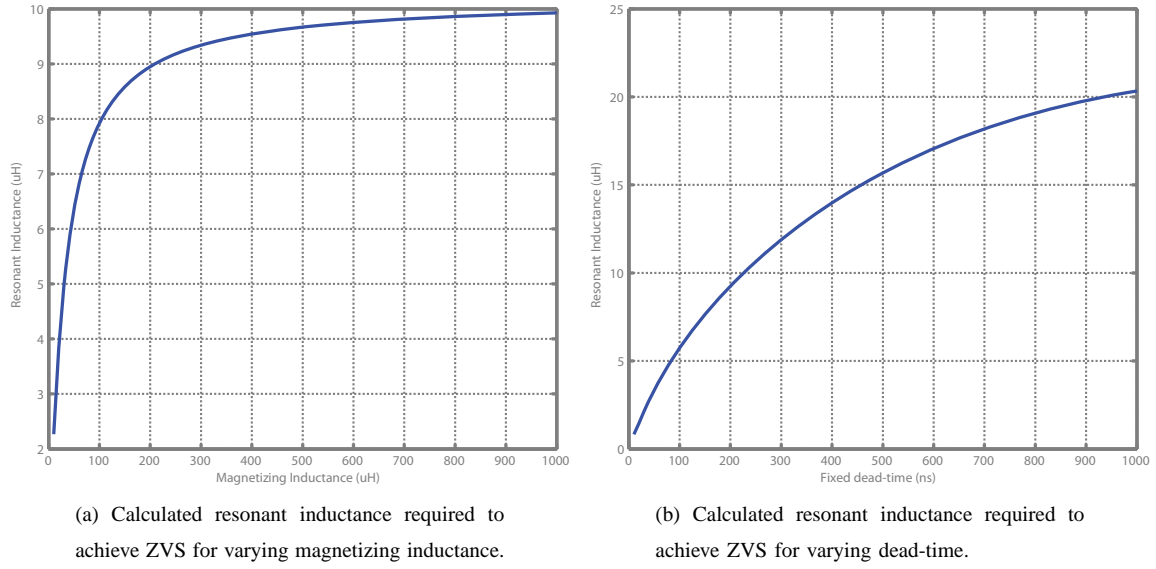 10
9
8
7
6
5
4
3
2
Resonant Inductance (uH)
0 100 200 300 400 500 600 700 800 900 1000
Magnetizing Inductance (uH)
(a) Calculated resonant inductance required to
achieve ZVS for varying magnetizing inductance.
25
20
15
10
5
0
Resonant Inductance (uH)
0 100 200 300 400 500 600 700 800 900 1000
Fixed dead-time (ns)
(b) Calculated resonant inductance required to
achieve ZVS for varying dead-time.